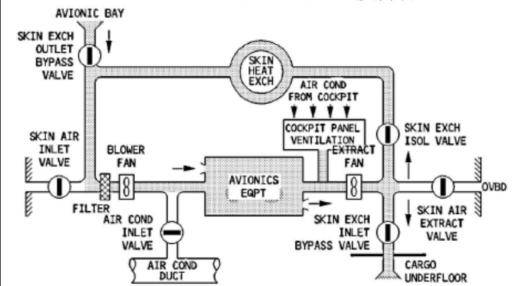 AVIONIC BAY
SKIN EXCH
OUTLET
BYPASS
VALVE
SKIN
HEAT
EXCH
AIR COND
FROM COCKPIT
COCKPIT PANEL
VENTILATION
EXTRACT
FAN
SKIN EXCH
ISOL VALVE
SKIN AIR
INLET
VALVE
BLOWER
FAN
AVIONICS
EQPT
OVBD
FILTER
AIR COND
INLET
VALVE
SKIN EXCH
INLET
BYPASS VALVE
SKIN AIR
EXTRACT
VALVE
AIR COND
DUCT
CARGO
UNDERFLOOR